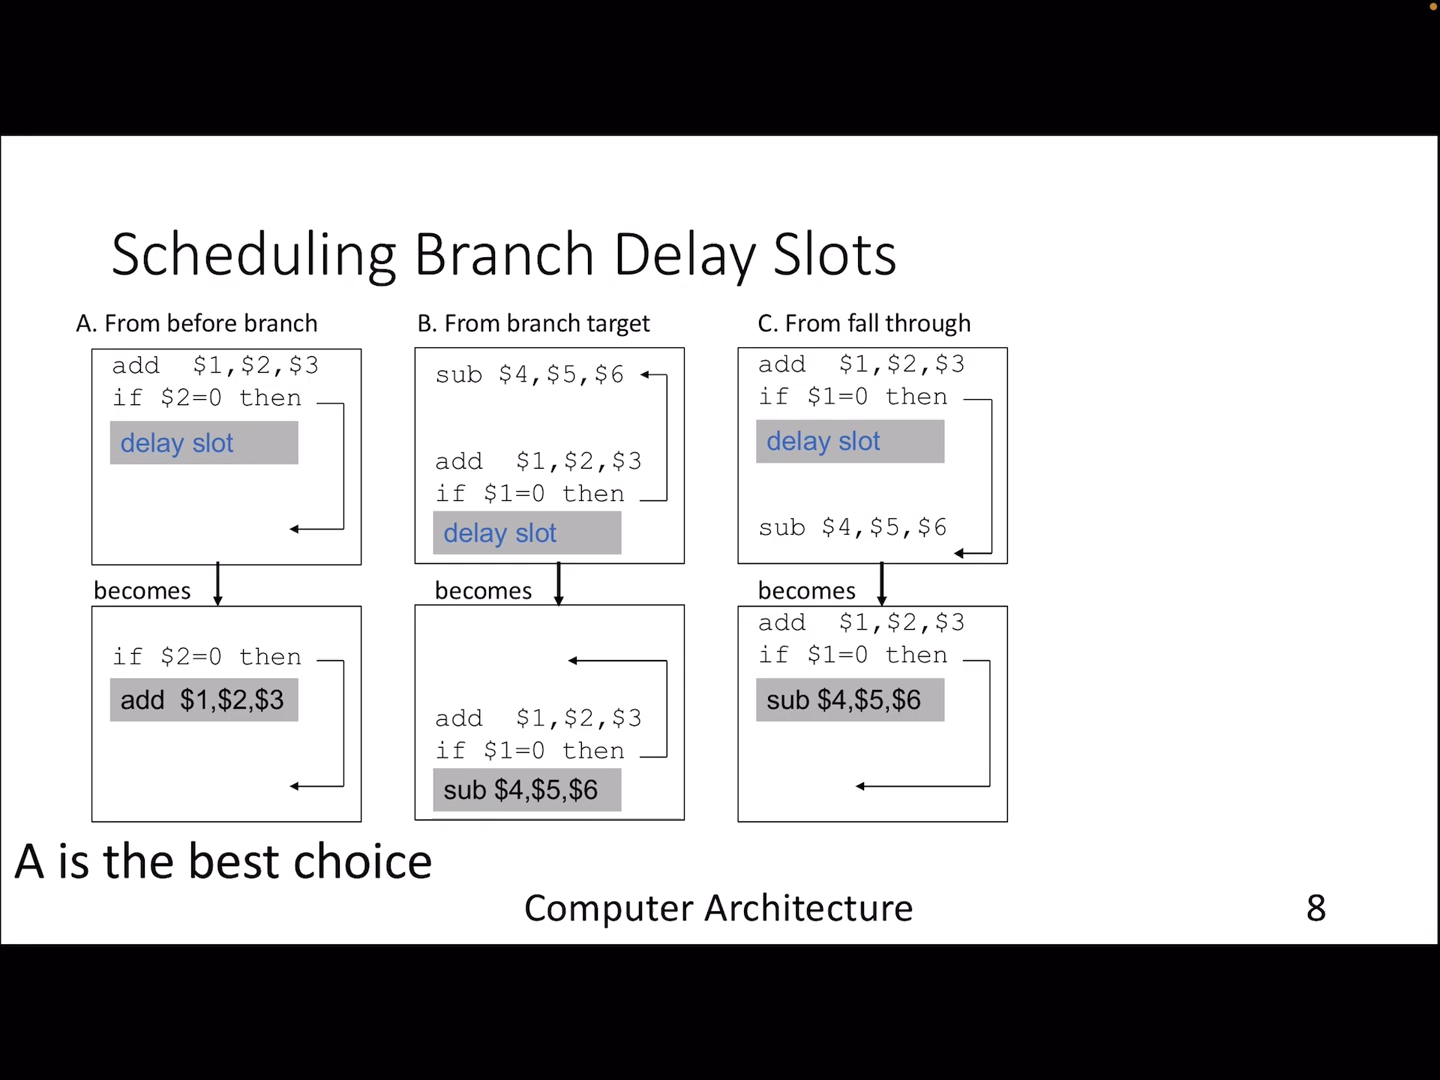 Scheduling Branch Delay Slots
A. From before branch
add $1,$2,$3
if $2=0 then
delay slot
becomes
if $2=0 then
add $1,$2,$3
B. From branch target
sub $4,$5,$6
add $1,$2,$3
if $1=0 then
delay slot
becomes
add $1,$2,$3
if $1=0 then
sub $4,$5,$6
C. From fall through
add $1,$2,$3
if $1=0 then
delay slot
sub $4,$5,$6
becomes
add $1,$2,$3
if $1=0 then
sub $4,$5,$6
A is the best choice
Computer Architecture
8